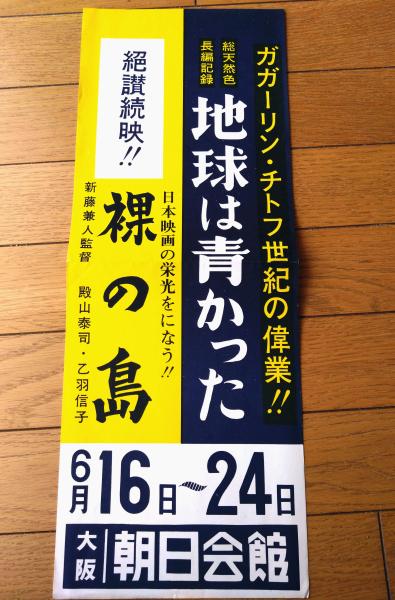 ガガーリン・チトフ世紀の偉業!!
総天然色
長編記録
地球は青かった
日本映画の栄光をになう!!
絶讃続映!!
裸の島
新藤兼人監督 殿山泰司・乙羽信子
6月16日~24日
大阪 朝日会館